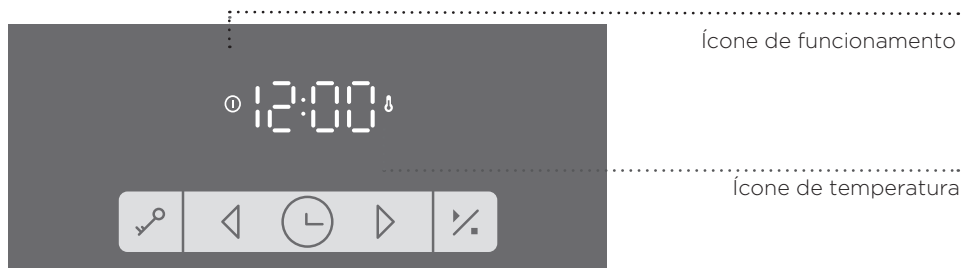 Ícone de funcionamento
12:00
Ícone de temperatura